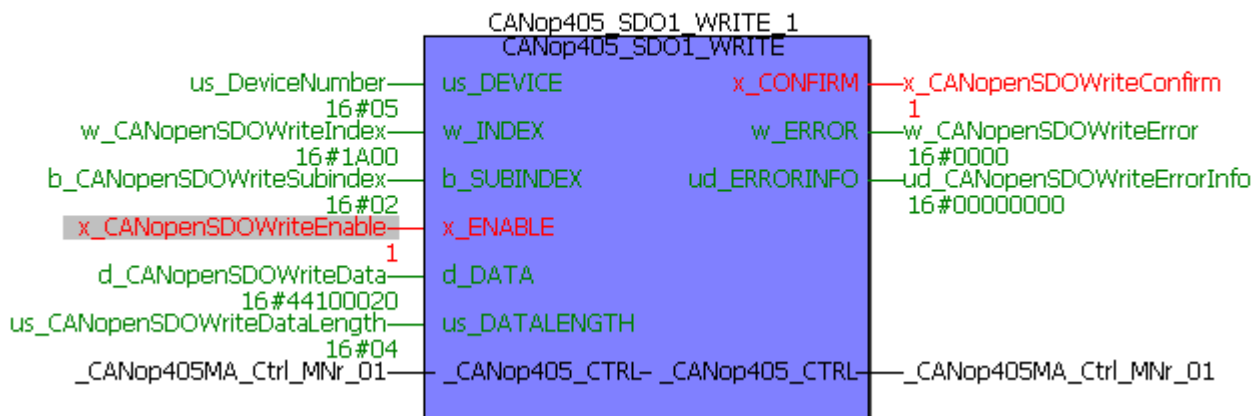 CANop405_SDO1_WRITE_1
CANop405_SDO1_WRITE
us_DeviceNumber us_DEVICE x_CONFIRM x_CANopenSDOWriteConfirm
16#05 1
w_CANopenSDOWriteIndex w_INDEX w_ERROR w_CANopenSDOWriteError
16#1A00 16#0000
b_CANopenSDOWriteSubindex b_SUBINDEX ud_ERRORINFO ud_CANopenSDOWriteErrorInfo
16#02 16#00000000
x_CANopenSDOWriteEnable x_ENABLE
1
d_CANopenSDOWriteData d_DATA
16#44100020
us_CANopenSDOWriteDataLength us_DATALENGTH
16#04
_CANop405MA_Ctrl_MNr_01 _CANop405_CTRL _CANop405_CTRL _CANop405MA_Ctrl_MNr_01